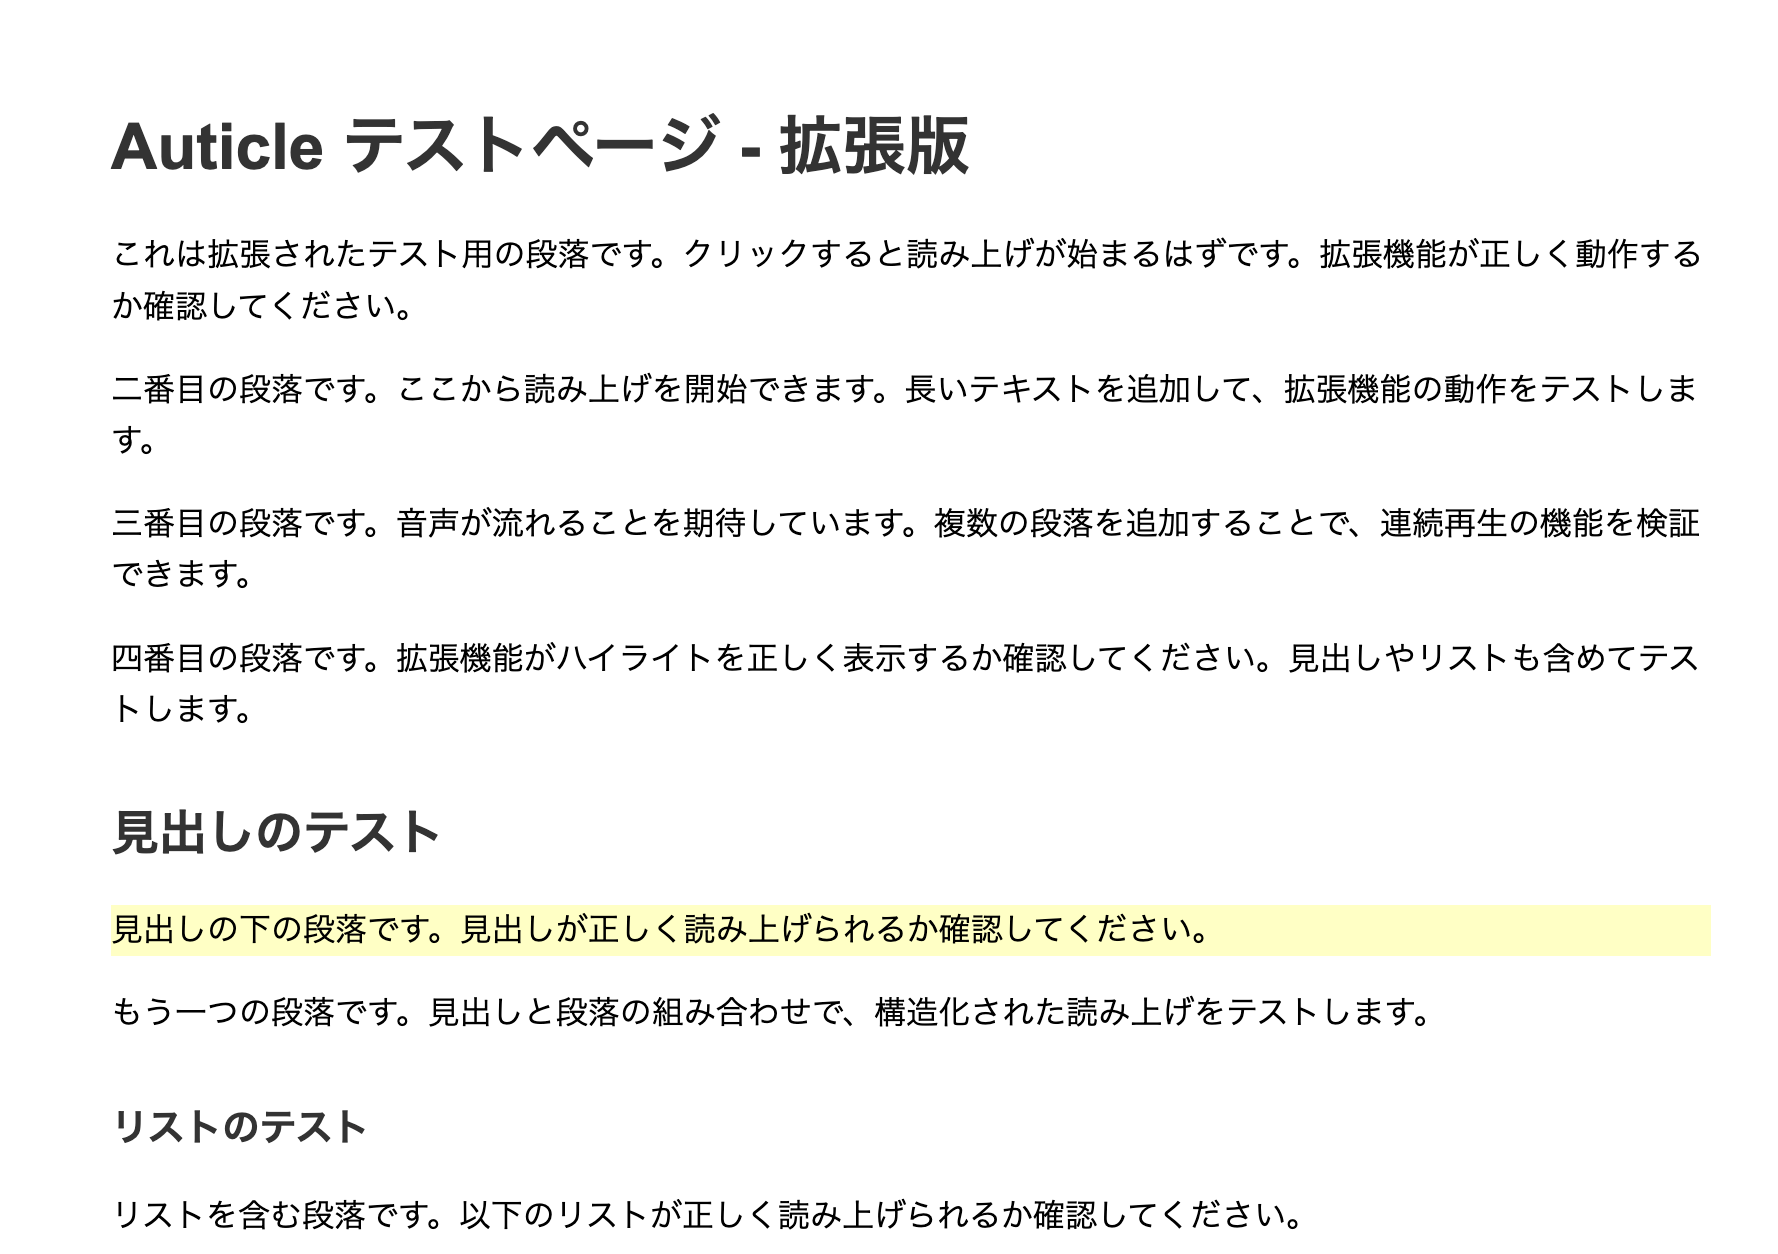 Auticle テストページ - 拡張版
これは拡張されたテスト用の段落です。クリックすると読み上げが始まるはずです。拡張機能が正しく動作する
か確認してください。
二番目の段落です。ここから読み上げを開始できます。長いテキストを追加して、拡張機能の動作をテストしま
す。
三番目の段落です。音声が流れることを期待しています。複数の段落を追加することで、連続再生の機能を検証
できます。
四番目の段落です。拡張機能がハイライトを正しく表示するか確認してください。見出しやリストも含めてテス
トします。
見出しのテスト
見出しの下の段落です。見出しが正しく読み上げられるか確認してください。
もう一つの段落です。見出しと段落の組み合わせで、構造化された読み上げをテストします。
リストのテスト
リストを含む段落です。以下のリストが正しく読み上げられるか確認してください。